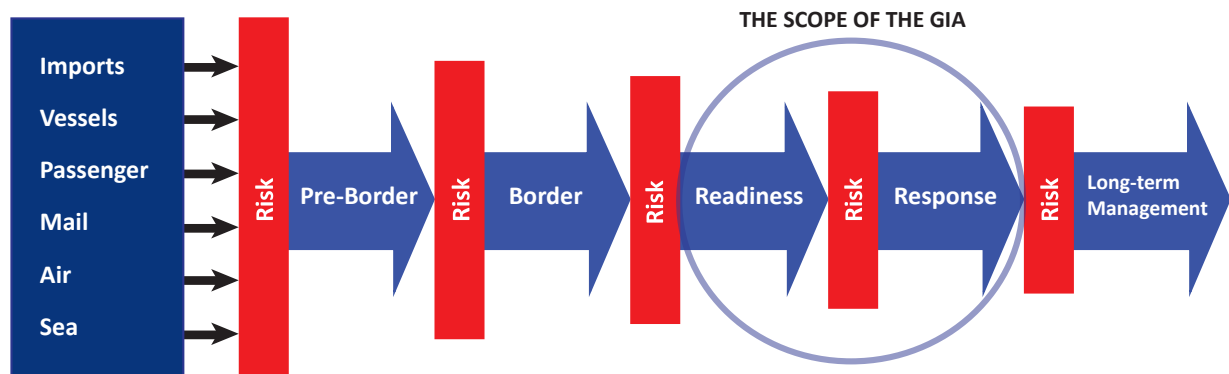 THE SCOPE OF THE GIA
Imports
Vessels
Passenger
Mail
Air
Sea
Risk
Pre-Border
Risk
Border
Risk
Readiness
Risk
Response
Risk
Long-term
Management